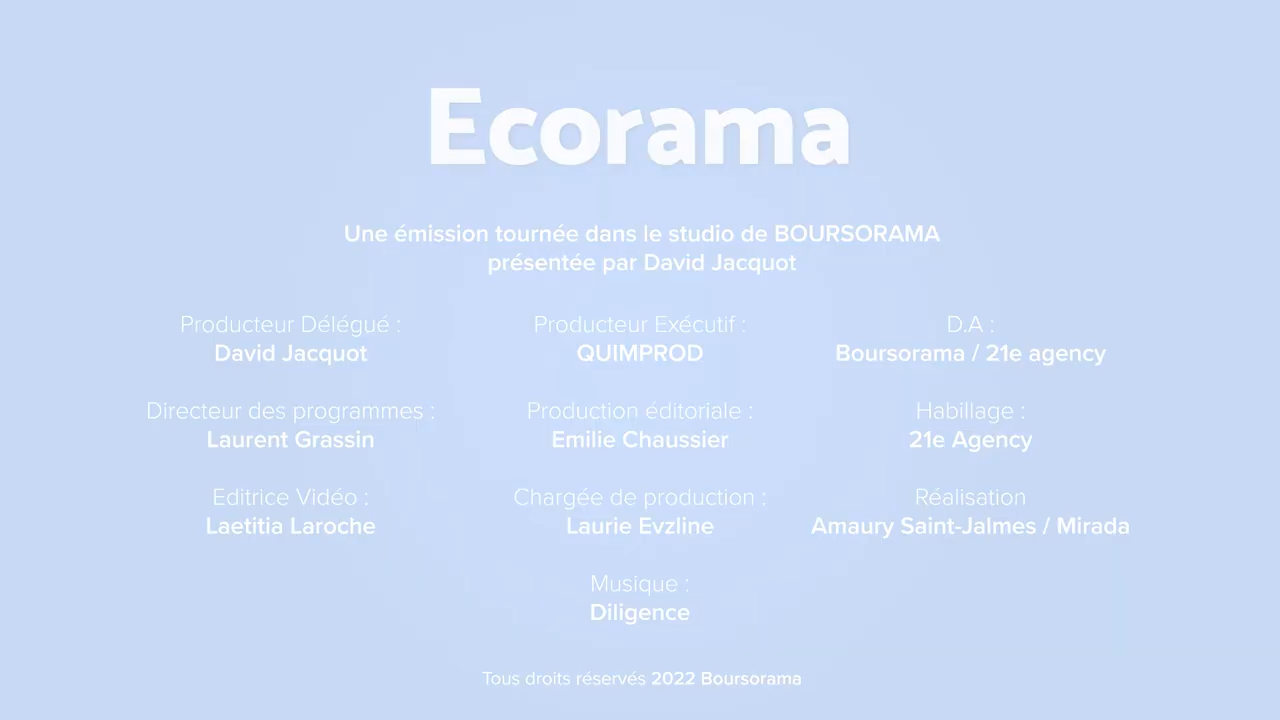 Ecorama
Une émission tournée dans le studio de BOURSORAMA
présentée par David Jacquot
Producteur Délégué :
David Jacquot
Directeur des programmes :
Laurent Grassin
Editrice Vidéo :
Laetitia Laroche
Producteur Exécutif :
QUIMPROD
Production éditoriale :
Emilie Chaussier
Chargée de production :
Laurie Evzline
Musique :
Diligence
D.A :
Boursorama / 21e agency
Habillage :
21e Agency
Réalisation
Amaury Saint-Jalmes / Mirada
Tous droits réservés 2022 Boursorama